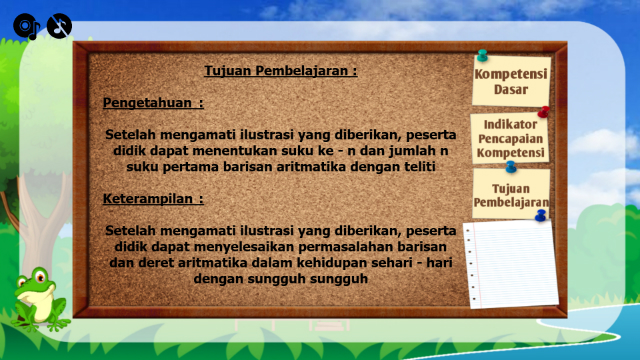 Tujuan Pembelajaran :
Pengetahuan :
Setelah mengamati ilustrasi yang diberikan, peserta
didik dapat menentukan suku ke - n dan jumlah n
suku pertama barisan aritmatika dengan teliti
Keterampilan :
Setelah mengamati ilustrasi yang diberikan, peserta
didik dapat menyelesaikan permasalahan barisan
dan deret aritmatika dalam kehidupan sehari - hari
dengan sungguh sungguh
Kompetensi
Dasar
Indikator
Pencapaian
Kompetensi
Tujuan
Pembelajaran